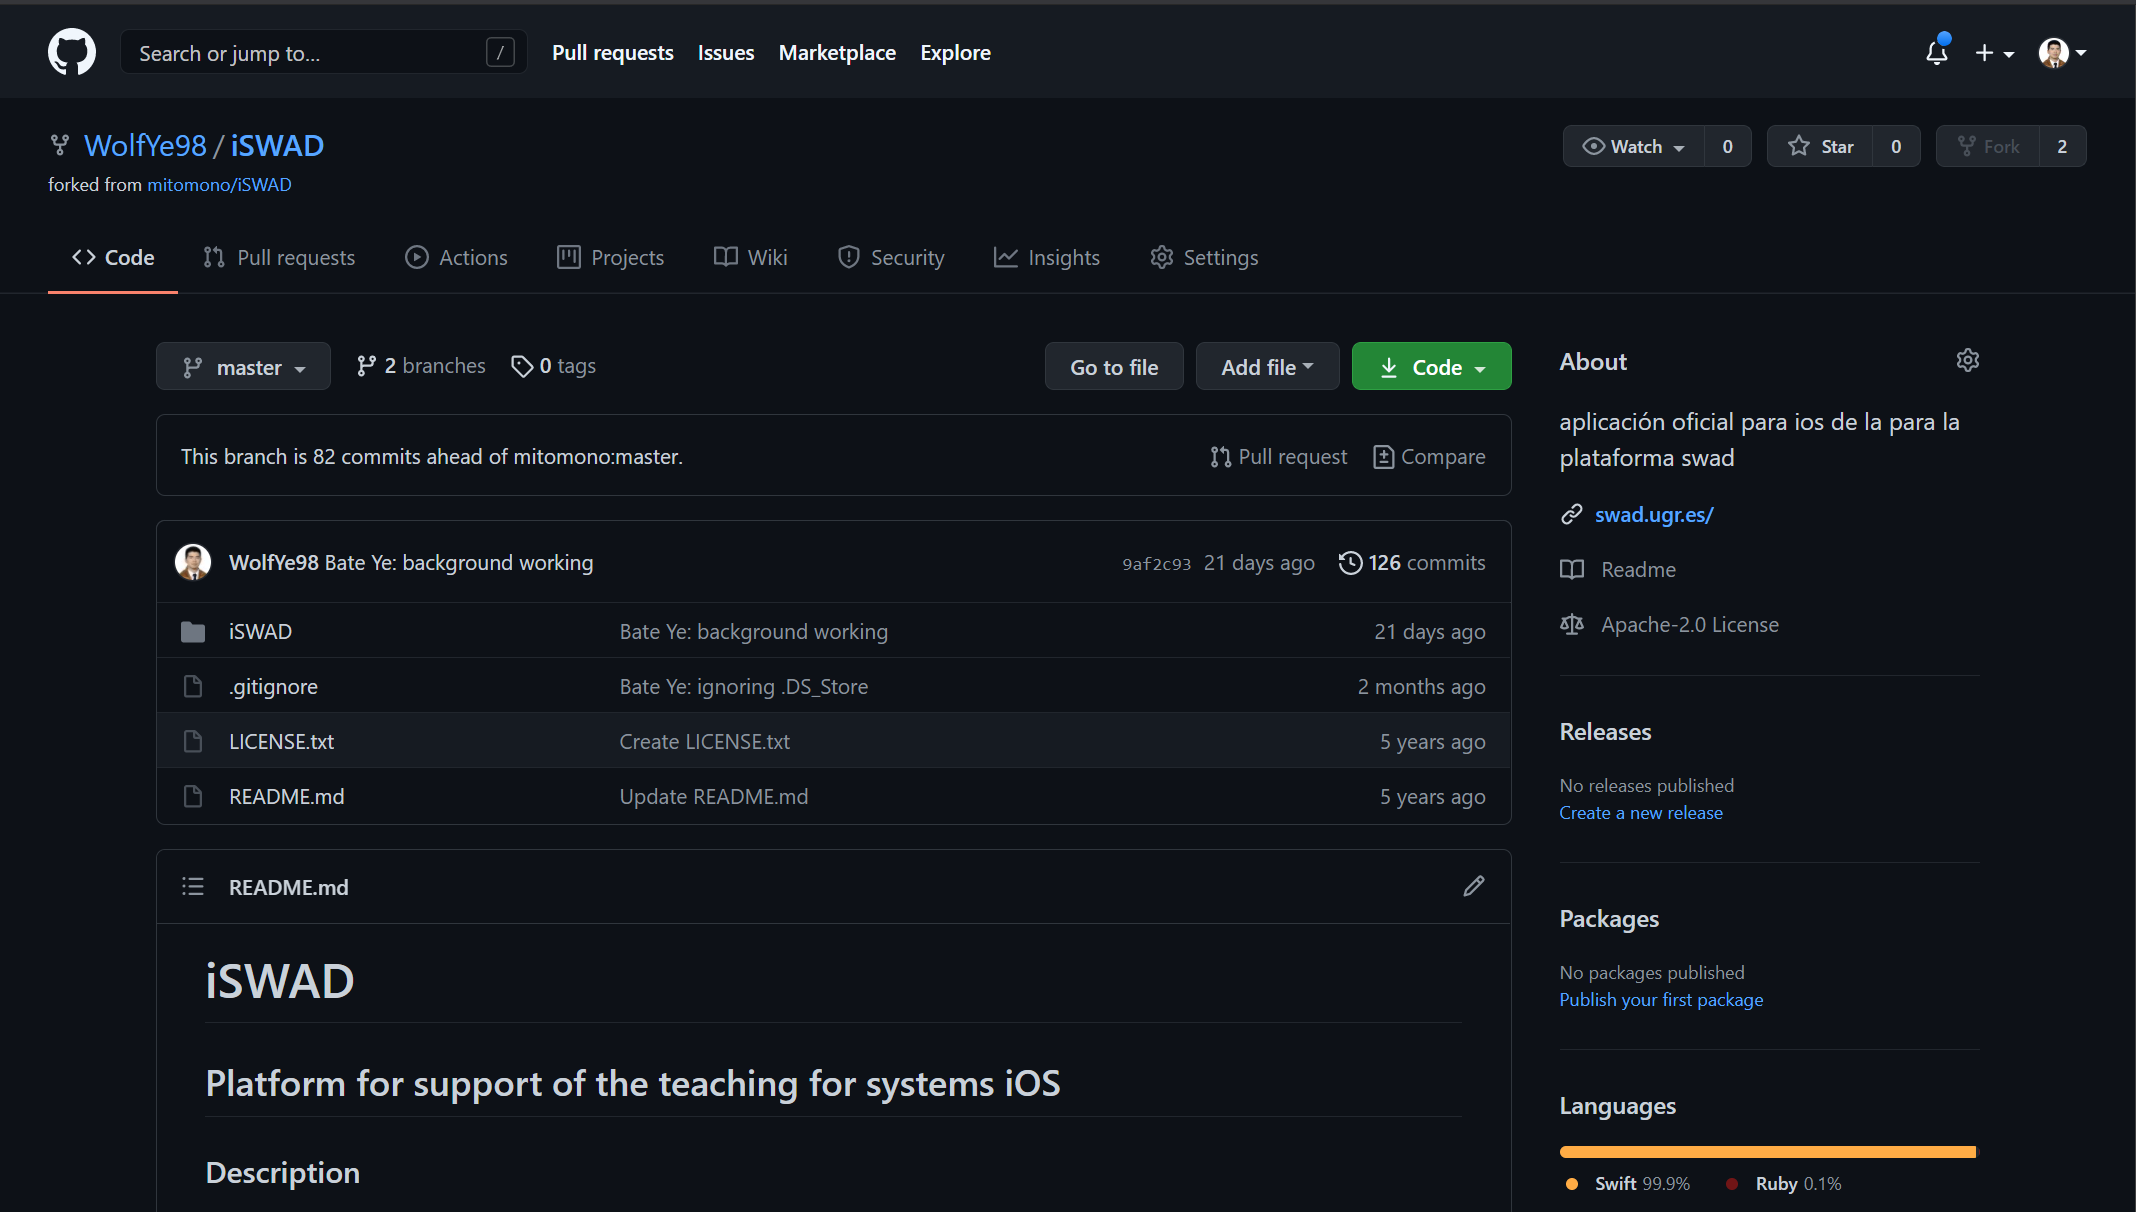 Search or jump to... /
Pull requests Issues Marketplace Explore
WolfYe98 / iSWAD
forked from mitomono/iSWAD
Watch 0 Star 0 Fork 2
Code Pull requests Actions Projects Wiki Security Insights Settings
master 2 branches 0 tags Go to file Add file Code
This branch is 82 commits ahead of mitomono:master. Pull request Compare
WolfYe98 Bate Ye: background working 9af2c93 21 days ago 126 commits
iSWAD Bate Ye: background working 21 days ago
.gitignore Bate Ye: ignoring .DS_Store 2 months ago
LICENSE.txt Create LICENSE.txt 5 years ago
README.md Update README.md 5 years ago
README.md
iSWAD
Platform for support of the teaching for systems iOS
Description
About
aplicación oficial para ios de la para la
plataforma swad
swad.ugr.es/
Readme
Apache-2.0 License
Releases
No releases published
Create a new release
Packages
No packages published
Publish your first package
Languages
Swift 99.9% Ruby 0.1%